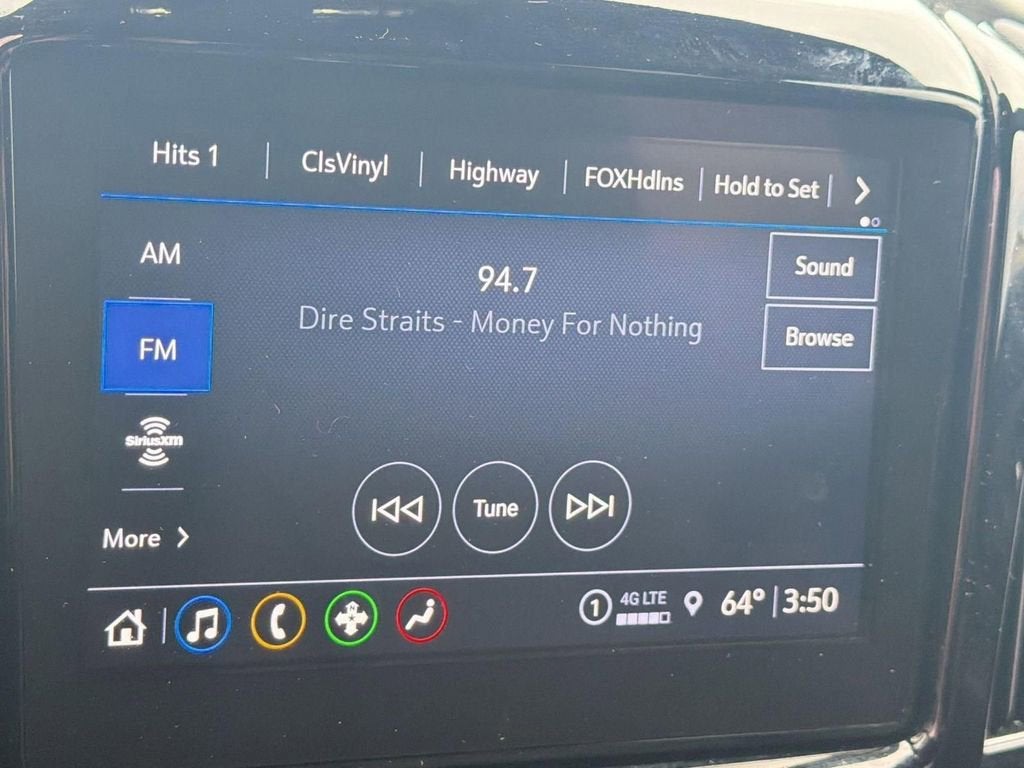 Hits 1 | ClsVinyl | Highway | FOXHdlns | Hold to Set |
AM
94.7
Sound
Dire Straits - Money For Nothing
FM
Browse
SiriusXM
Tune
More
1 4G LTE 64° | 3:50